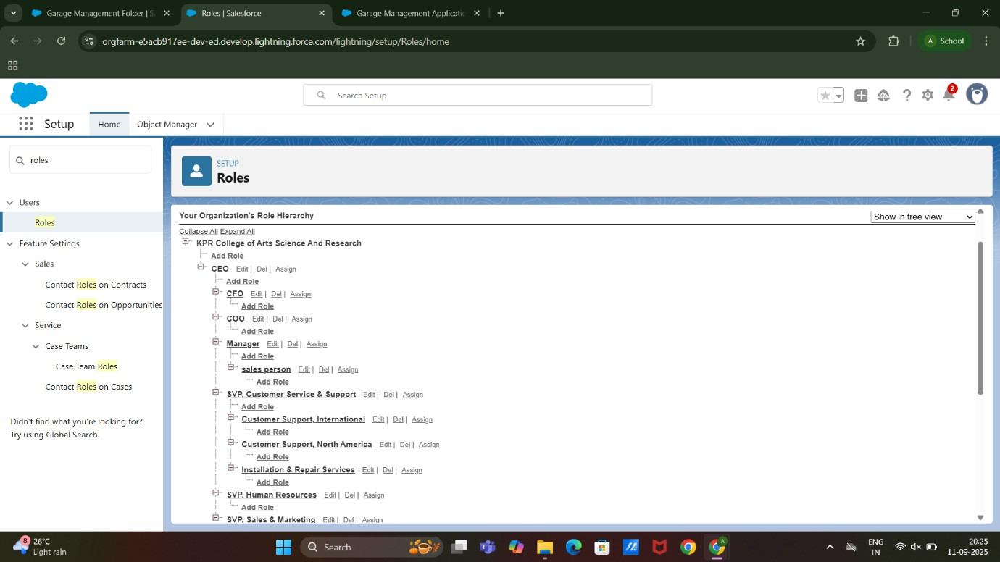 Garage Management Folder | S
Roles | Salesforce
Garage Management Applicatio
orgfarm-e5acb917ee-dev-ed.develop.lightning.force.com/lightning/setup/Roles/home
A School
Search Setup
2
Setup
Home
Object Manager
roles
Users
Roles
Feature Settings
Sales
Contact Roles on Contracts
Contact Roles on Opportunities
Service
Case Teams
Case Team Roles
Contact Roles on Cases
Didn't find what you're looking for?
Try using Global Search.
SETUP
Roles
Your Organization's Role Hierarchy
Show in tree view
Collapse All Expand All
KPR College of Arts Science And Research
Add Role
CEO Edit | Del | Assign
Add Role
CFO Edit | Del | Assign
Add Role
COO Edit | Del | Assign
Add Role
Manager Edit | Del | Assign
Add Role
sales person Edit | Del | Assign
Add Role
SVP, Customer Service & Support Edit | Del | Assign
Add Role
Customer Support, International Edit | Del | Assign
Add Role
Customer Support, North America Edit | Del | Assign
Add Role
Installation & Repair Services Edit | Del | Assign
Add Role
SVP, Human Resources Edit | Del | Assign
Add Role
SVP, Sales & Marketing Edit | Del | Assign
8
26°C
Light rain
Search
A
ENG
IN
20:25
11-09-2025